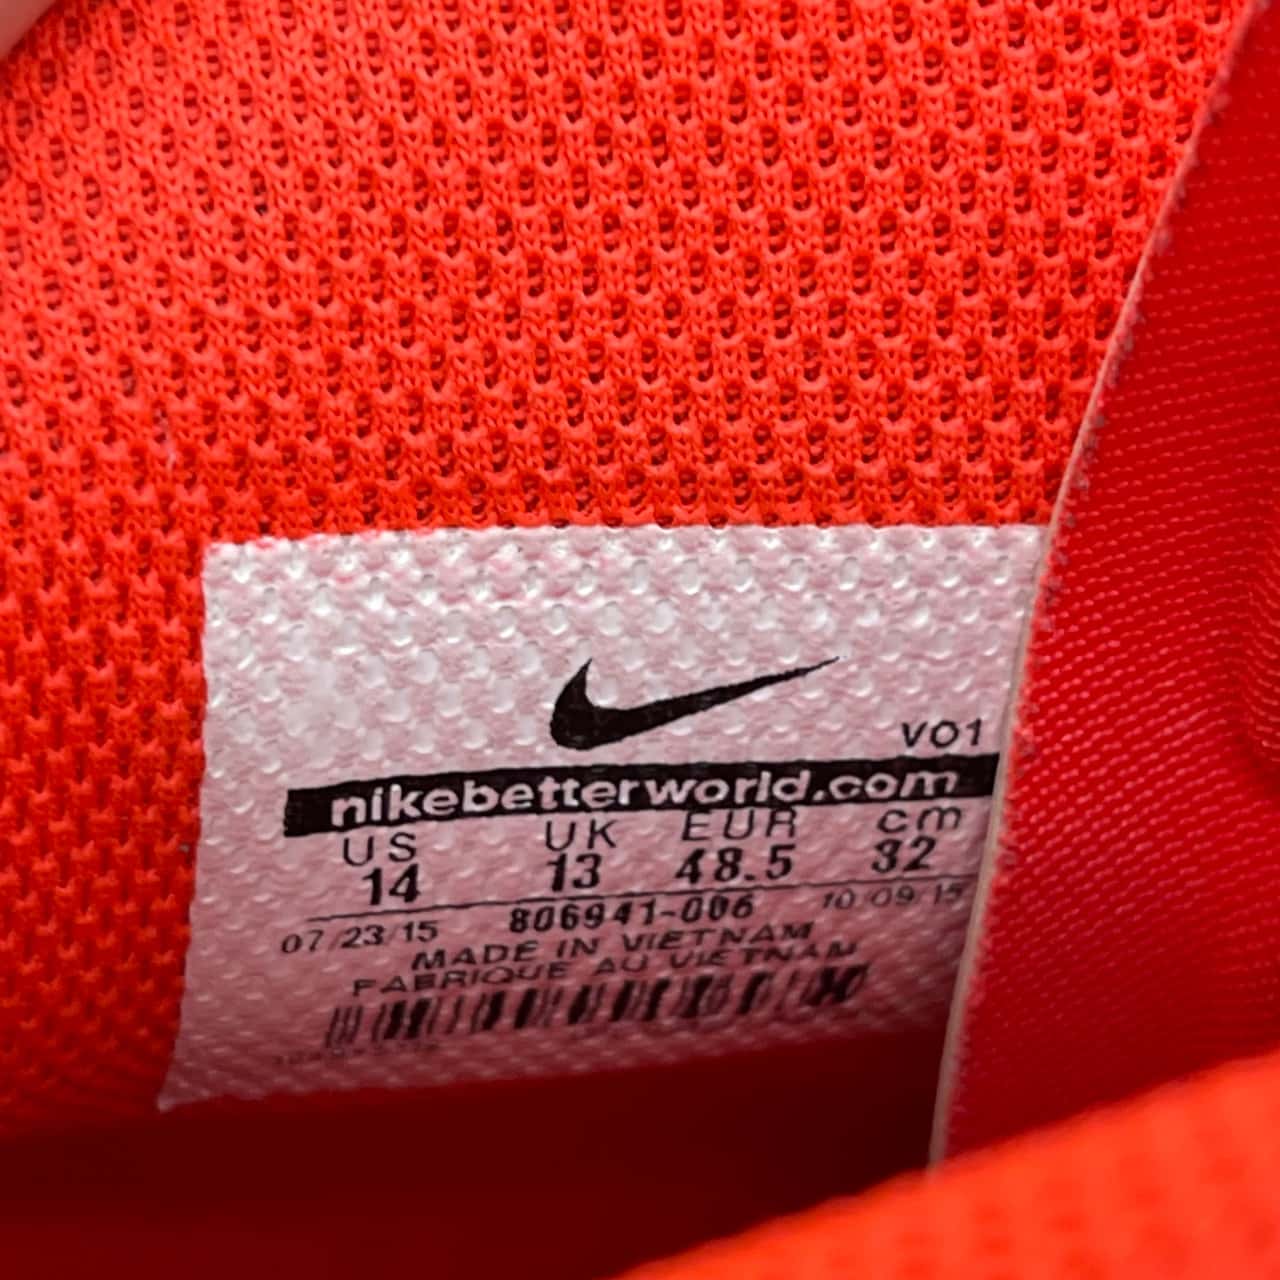 VO1
nikebetterworld.com
US UK EUR cm
14 13 48.5 32
07/23/15 806941-006 10/09/15
MADE IN VIETNAM
FABRIQUE AU VIETNAM